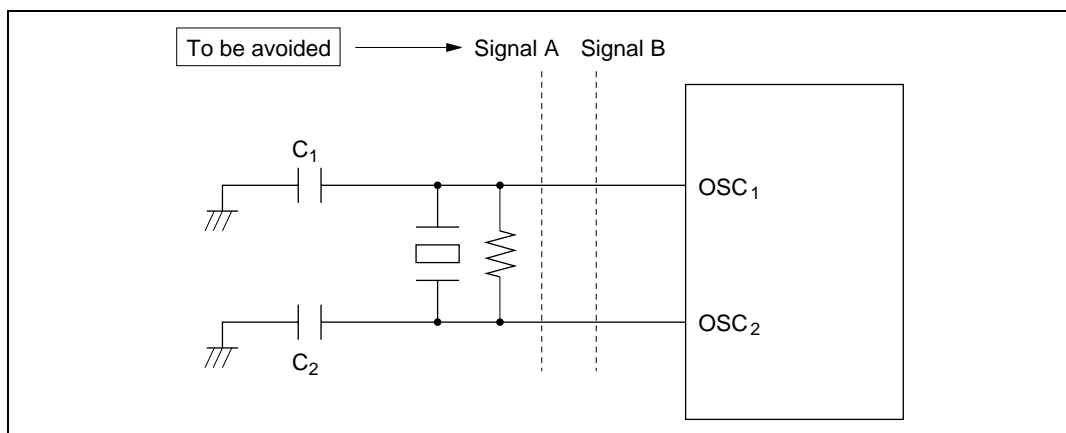 To be avoided Signal A Signal B
C1
OSC1
OSC2
C2